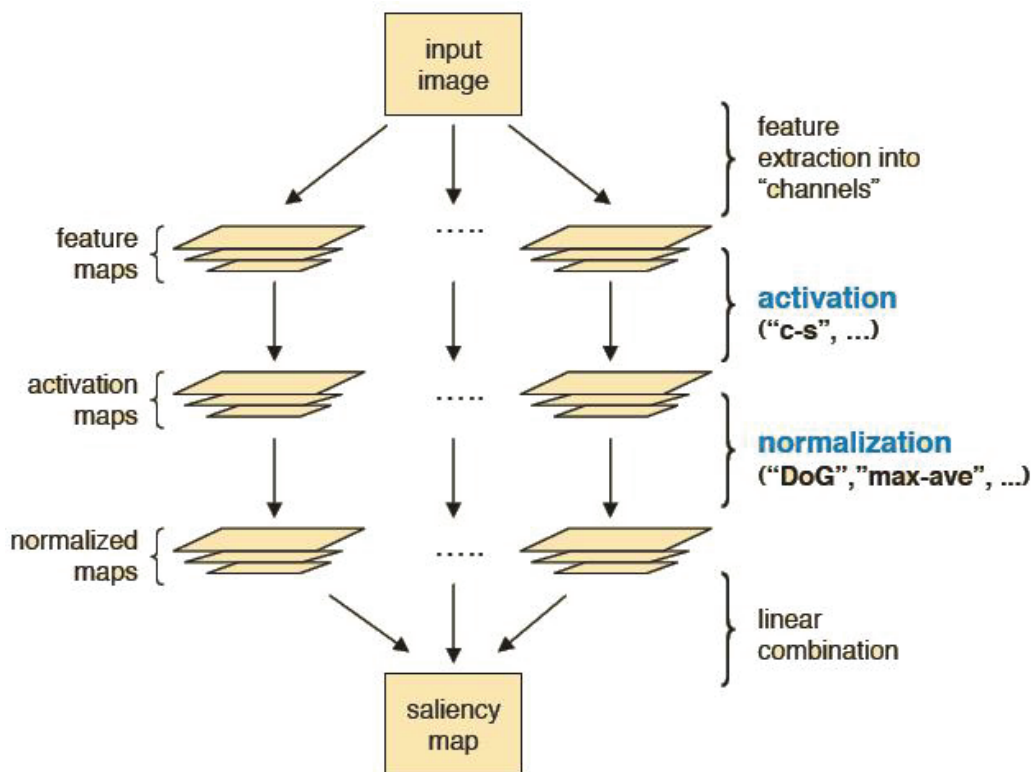 input
image
feature
extraction into
“channels”
feature
maps
activation
(“c-s”, ...)
activation
maps
normalization
(“DoG”,”max-ave”, ...)
normalized
maps
linear
combination
saliency
map